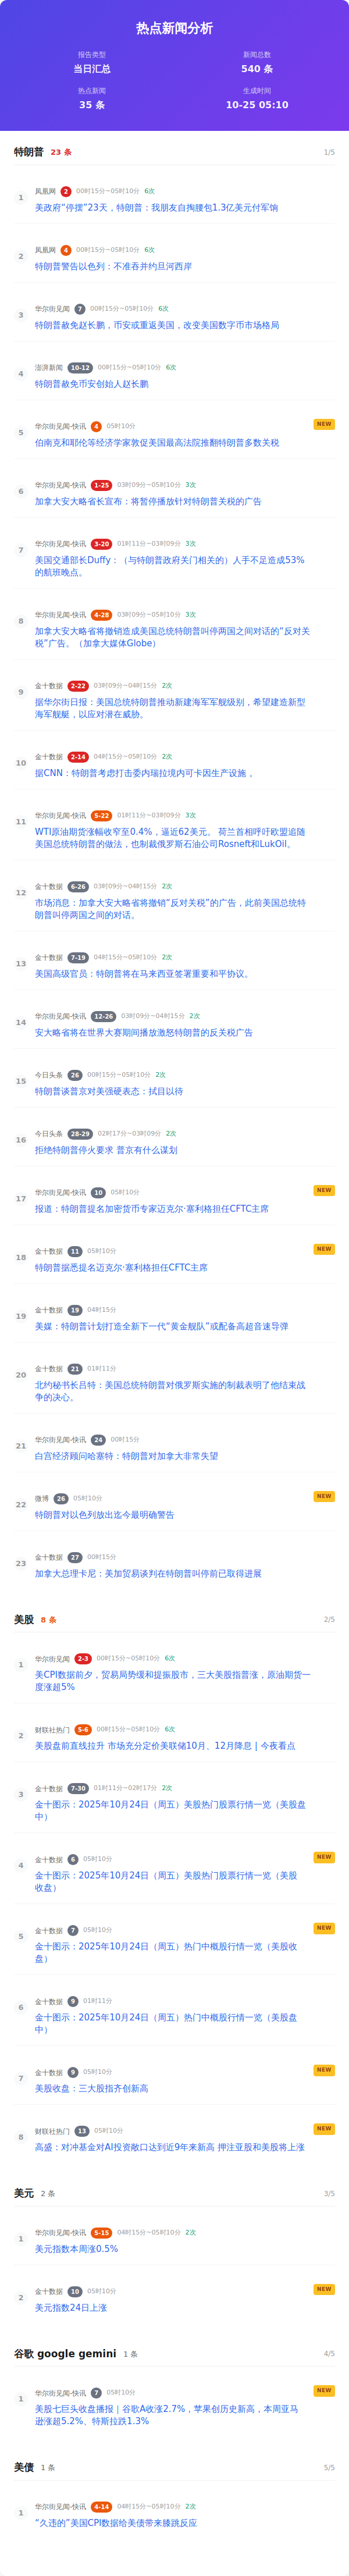 热点新闻分析
报告类型
当日汇总
新闻总数
540 条
热点新闻
35 条
生成时间
10-25 05:10
特朗普 23 条 1/5
1
凤凰网 2 00时15分~05时10分 6次
美政府“停摆”23天，特朗普：我朋友自掏腰包1.3亿美元付军饷
2
凤凰网 4 00时15分~05时10分 6次
特朗普警告以色列：不准吞并约旦河西岸
3
华尔街见闻 7 00时15分~05时10分 6次
特朗普赦免赵长鹏，币安或重返美国，改变美国数字币市场格局
4
澎湃新闻 10-12 00时15分~05时10分 6次
特朗普赦免币安创始人赵长鹏
5
华尔街见闻-快讯 4 05时10分 NEW
伯南克和耶伦等经济学家敦促美国最高法院推翻特朗普多数关税
6
华尔街见闻-快讯 1-25 03时09分~05时10分 3次
加拿大安大略省长宣布：将暂停播放针对特朗普关税的广告
7
华尔街见闻-快讯 3-20 01时11分~03时09分 3次
美国交通部长Duffy：（与特朗普政府关门相关的）人手不足造成53%
的航班晚点。
8
华尔街见闻-快讯 4-28 03时09分~05时10分 3次
加拿大安大略省将撤销造成美国总统特朗普叫停两国之间对话的“反对关
税”广告。（加拿大媒体Globe）
9
金十数据 2-22 03时09分~04时15分 2次
据华尔街日报：美国总统特朗普推动新建海军军舰级别，希望建造新型
海军舰艇，以应对潜在威胁。
10
金十数据 2-14 04时15分~05时10分 2次
据CNN：特朗普考虑打击委内瑞拉境内可卡因生产设施 。
11
华尔街见闻-快讯 5-22 01时11分~03时09分 3次
WTI原油期货涨幅收窄至0.4%，逼近62美元。 荷兰首相呼吁欧盟追随
美国总统特朗普的做法，也制裁俄罗斯石油公司Rosneft和LukOil。
12
金十数据 6-26 03时09分~04时15分 2次
市场消息：加拿大安大略省将撤销“反对关税”的广告，此前美国总统特
朗普叫停两国之间的对话。
13
金十数据 7-19 04时15分~05时10分 2次
美国高级官员：特朗普将在马来西亚签署重要和平协议。
14
华尔街见闻-快讯 12-26 03时09分~04时15分 2次
安大略省将在世界大赛期间播放激怒特朗普的反关税广告
15
今日头条 26 00时15分~05时10分 2次
特朗普谈普京对美强硬表态：拭目以待
16
今日头条 28-29 02时17分~03时09分 2次
拒绝特朗普停火要求 普京有什么谋划
17
华尔街见闻-快讯 10 05时10分 NEW
报道：特朗普提名加密货币专家迈克尔·塞利格担任CFTC主席
18
金十数据 11 05时10分 NEW
特朗普据悉提名迈克尔·塞利格担任CFTC主席
19
金十数据 19 04时15分
美媒：特朗普计划打造全新下一代“黄金舰队”或配备高超音速导弹
20
金十数据 21 01时11分
北约秘书长吕特：美国总统特朗普对俄罗斯实施的制裁表明了他结束战
争的决心。
21
华尔街见闻-快讯 24 00时15分
白宫经济顾问哈塞特：特朗普对加拿大非常失望
22
微博 26 05时10分 NEW
特朗普对以色列放出迄今最明确警告
23
金十数据 27 00时15分
加拿大总理卡尼：美加贸易谈判在特朗普叫停前已取得进展
美股 8 条 2/5
1
华尔街见闻 2-3 00时15分~05时10分 6次
美CPI数据前夕，贸易局势缓和提振股市，三大美股指普涨，原油期货一
度涨超5%
2
财联社热门 5-6 00时15分~05时10分 6次
美股盘前直线拉升 市场充分定价美联储10月、12月降息 | 今夜看点
3
金十数据 7-30 01时11分~02时17分 2次
金十图示：2025年10月24日（周五）美股热门股票行情一览（美股盘
中）
4
金十数据 6 05时10分 NEW
金十图示：2025年10月24日（周五）美股热门股票行情一览（美股
收盘）
5
金十数据 7 05时10分 NEW
金十图示：2025年10月24日（周五）热门中概股行情一览（美股收
盘）
6
金十数据 9 01时11分
金十图示：2025年10月24日（周五）热门中概股行情一览（美股盘
中）
7
金十数据 9 05时10分 NEW
美股收盘：三大股指齐创新高
8
财联社热门 13 05时10分 NEW
高盛：对冲基金对AI投资敞口达到近9年来新高 押注亚股和美股将上涨
美元 2 条 3/5
1
华尔街见闻-快讯 5-15 04时15分~05时10分 2次
美元指数本周涨0.5%
2
金十数据 10 05时10分 NEW
美元指数24日上涨
谷歌 google gemini 1 条 4/5
1
华尔街见闻-快讯 7 05时10分 NEW
美股七巨头收盘播报｜谷歌A收涨2.7%，苹果创历史新高，本周亚马
逊涨超5.2%、特斯拉跌1.3%
美债 1 条 5/5
1
华尔街见闻-快讯 4-14 04时15分~05时10分 2次
“久违的”美国CPI数据给美债带来膝跳反应